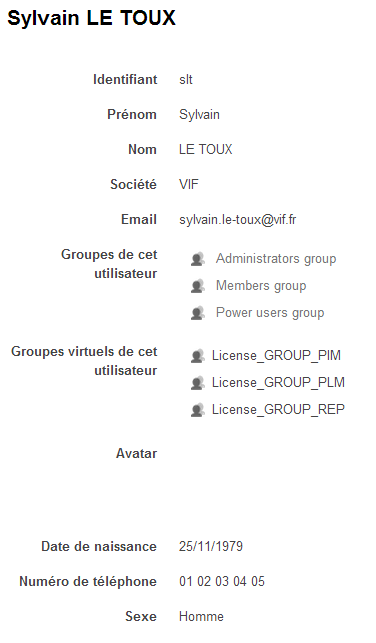 Sylvain LE TOUX
Identifiant slt
Prénom Sylvain
Nom LE TOUX
Société VIF
Email sylvain.le-toux@vif.fr
Groupes de cet utilisateur
Administrators group
Members group
Power users group
Groupes virtuels de cet utilisateur
License_GROUP_PIM
License_GROUP_PLM
License_GROUP_REP
Avatar
Date de naissance 25/11/1979
Numéro de téléphone 01 02 03 04 05
Sexe Homme